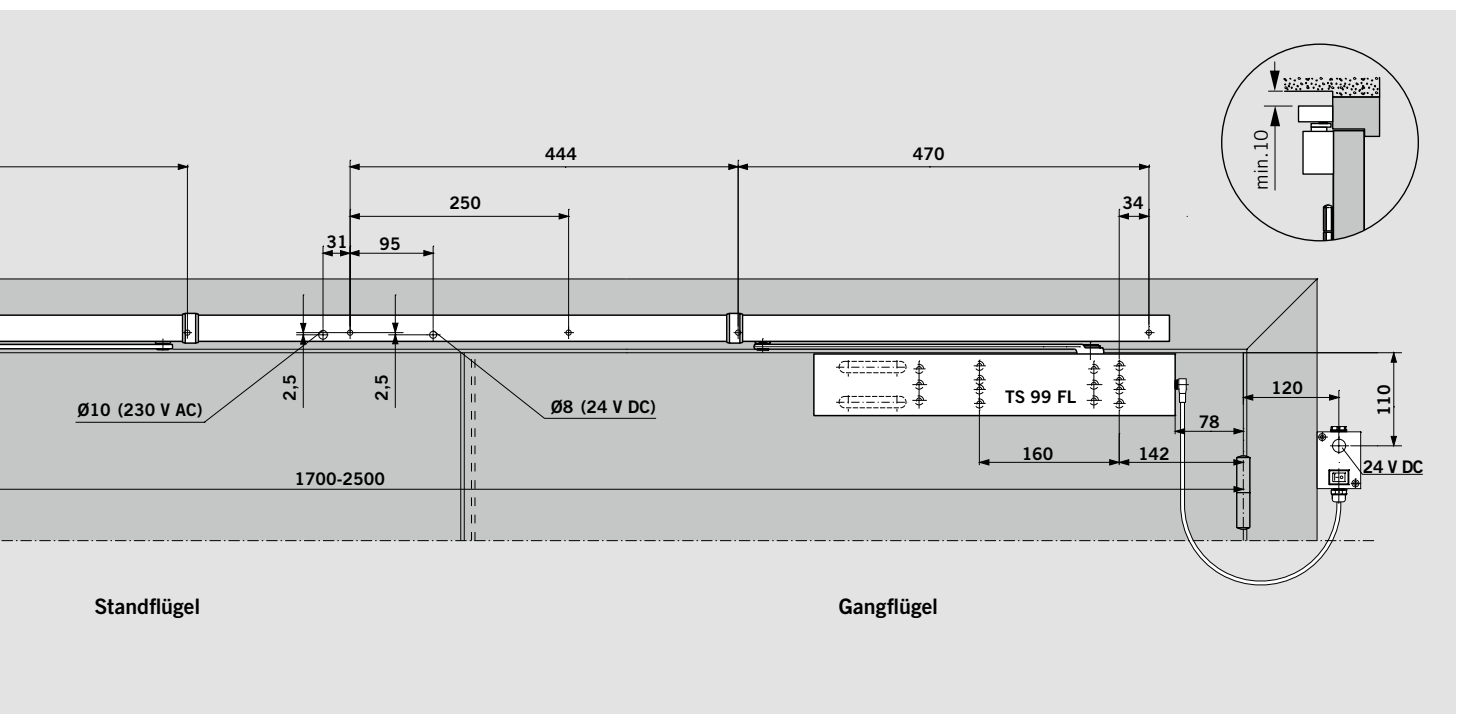 444
470
min.10
250
34
31
95
2,5
2,5
Ø10 (230 V AC)
Ø8 (24 V DC)
TS 99 FL
120
110
78
160
142
24 V DC
1700-2500
Standflügel
Gangflügel